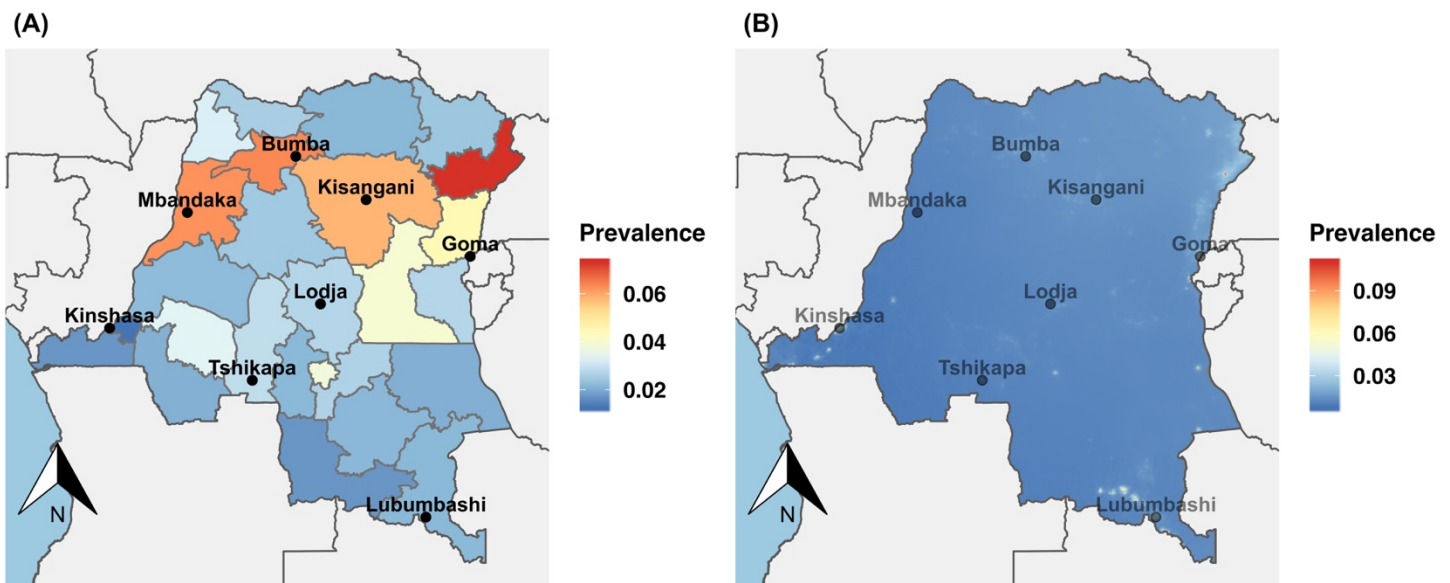 (A)
Bumba
Kisangani
Mbandaka
Goma
Lodja
Kinshasa
Tshikapa
Lubumbashi
N
Prevalence
0.06
0.04
0.02
(B)
Bumba
Kisangani
Mbandaka
Goma
Lodja
Kinshasa
Tshikapa
Lubumbashi
N
Prevalence
0.09
0.06
0.03